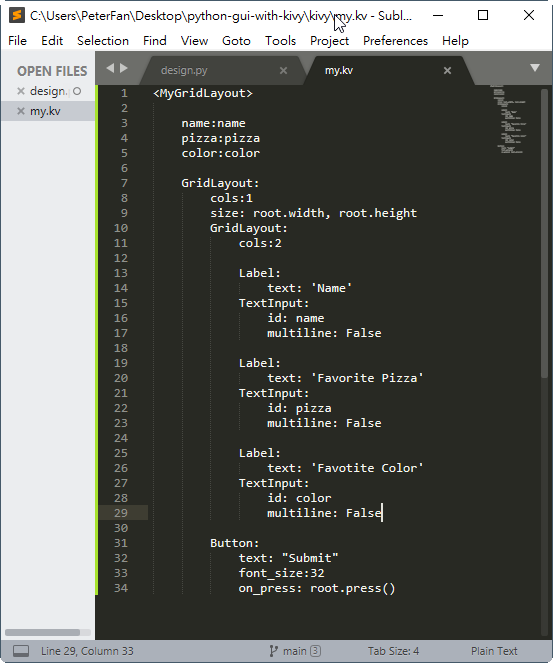 C:\Users\PeterFan\Desktop\python-gui-with-kivy\kivy\my.kv - Subl...
File Edit Selection Find View Goto Tools Project Preferences Help
OPEN FILES
design.
my.kv
design.py
my.kv
1 <MyGridLayout>
2
3 name:name
4 pizza:pizza
5 color:color
6
7 GridLayout:
8 cols:1
9 size: root.width, root.height
10 GridLayout:
11 cols:2
12
13 Label:
14 text: 'Name'
15 TextInput:
16 id: name
17 multiline: False
18
19 Label:
20 text: 'Favorite Pizza'
21 TextInput:
22 id: pizza
23 multiline: False
24
25 Label:
26 text: 'Favotite Color'
27 TextInput:
28 id: color
29 multiline: False
30
31 Button:
32 text: "Submit"
33 font_size:32
34 on_press: root.press()
Line 29, Column 33 main 3 Tab Size: 4 Plain Text